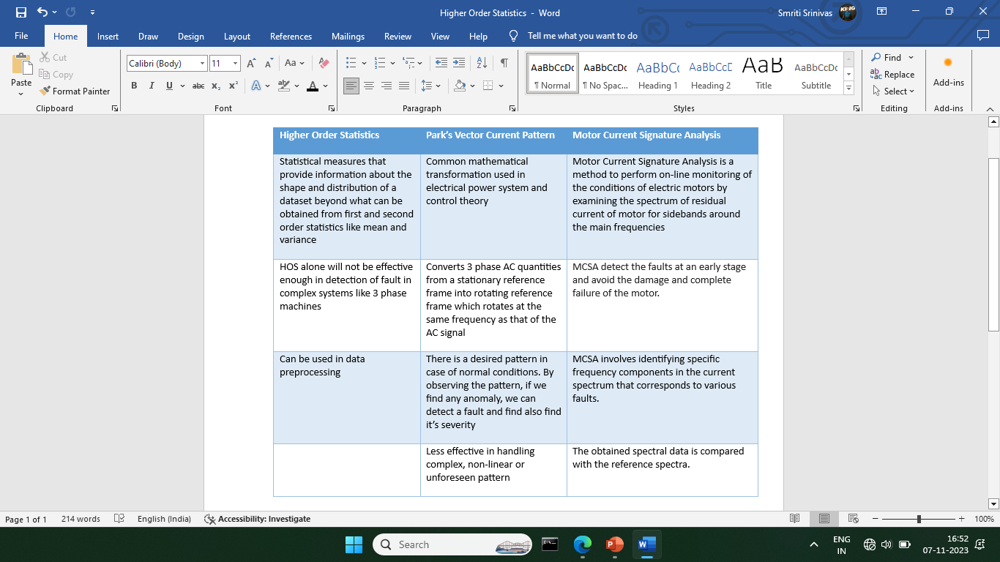 Higher Order Statistics - Word
Smriti Srinivas
File Home Insert Draw Design Layout References Mailings Review View Help Tell me what you want to do
Paste
Cut
Copy
Format Painter
Clipboard
Calibri (Body) 11
Aa
B I U abc x₂ x²
A ab A
Font
Paragraph
AaBbCcDc AaBbCcDc AaBbCc AaBbCcE AaB AaBbCcDc
¶ Normal ¶ No Spac... Heading 1 Heading 2 Title Subtitle
Styles
Find
Replace
Select
Editing
Add-ins
Add-ins
Higher Order Statistics
Park's Vector Current Pattern
Motor Current Signature Analysis
Statistical measures that
provide information about the
shape and distribution of a
dataset beyond what can be
obtained from first and second
order statistics like mean and
variance
Common mathematical
transformation used in
electrical power system and
control theory
Motor Current Signature Analysis is a
method to perform on-line monitoring of
the conditions of electric motors by
examining the spectrum of residual
current of motor for sidebands around
the main frequencies
HOS alone will not be effective
enough in detection of fault in
complex systems like 3 phase
machines
Converts 3 phase AC quantities
from a stationary reference
frame into rotating reference
frame which rotates at the
same frequency as that of the
AC signal
MCSA detect the faults at an early stage
and avoid the damage and complete
failure of the motor.
Can be used in data
preprocessing
There is a desired pattern in
case of normal conditions. By
observing the pattern, if we
find any anomaly, we can
detect a fault and find also find
it's severity
MCSA involves identifying specific
frequency components in the current
spectrum that corresponds to various
faults.
Less effective in handling
complex, non-linear or
unforeseen pattern
The obtained spectral data is compared
with the reference spectra.
Page 1 of 1 214 words English (India) Accessibility: Investigate
100%
Search
ENG
IN
16:52
07-11-2023